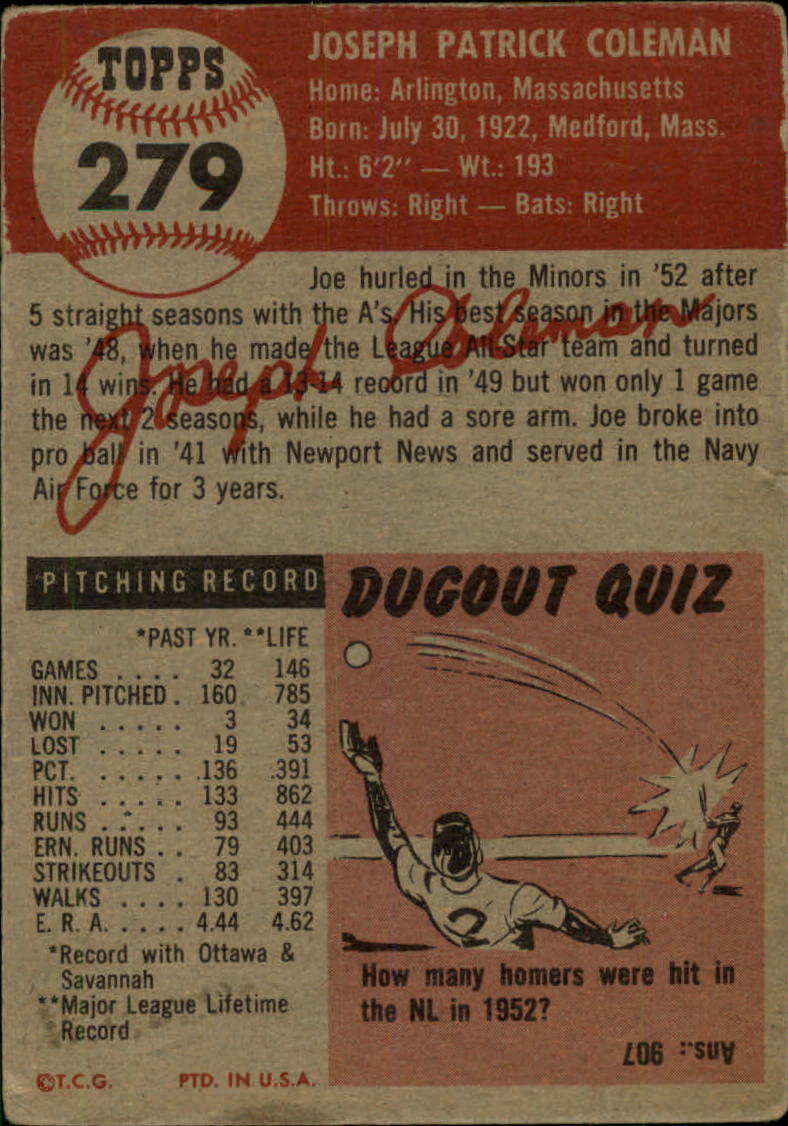 TOPPS
279
JOSEPH PATRICK COLEMAN
Home: Arlington, Massachusetts
Born: July 30, 1922, Medford, Mass.
Ht.: 6'2" — Wt.: 193
Throws: Right — Bats: Right
Joe hurled in the Minors in '52 after
5 straight seasons with the A's. His best season in the Majors
was '48, when he made the League All-Star team and turned
in 14 wins. He had a 13-14 record in '49 but won only 1 game
the next 2 seasons, while he had a sore arm. Joe broke into
pro ball in '41 with Newport News and served in the Navy
Air Force for 3 years.
Joseph Coleman
PITCHING RECORD
*PAST YR. **LIFE
GAMES . . . . 32 146
INN. PITCHED . 160 785
WON . . . . . 3 34
LOST . . . . . 19 53
PCT. . . . . . .136 .391
HITS . . . . . 133 862
RUNS . . . . . 93 444
ERN. RUNS . . 79 403
STRIKEOUTS . 83 314
WALKS . . . . 130 397
E. R. A. . . . . . 4.44 4.62
*Record with Ottawa &
Savannah
**Major League Lifetime
Record
©T.C.G. PTD. IN U.S.A.
DUGOUT QUIZ
2
How many homers were hit in
the NL in 1952?
Ans.: 907